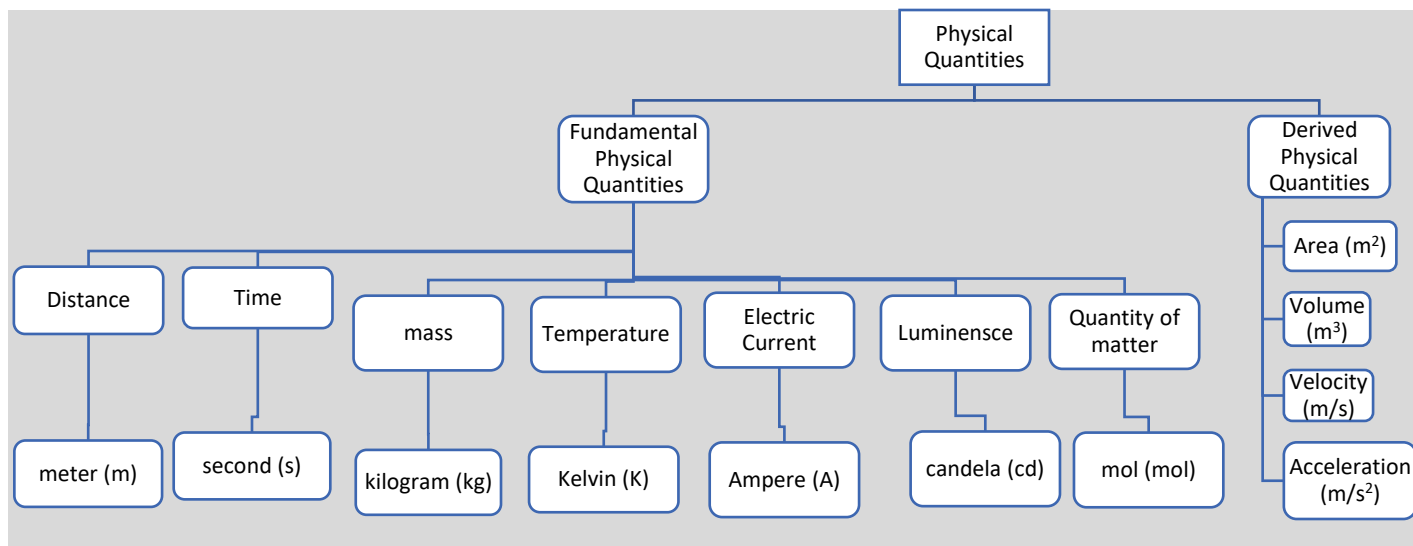 Physical
Quantities
Fundamental
Physical
Quantities
Derived
Physical
Quantities
Distance
Time
mass
Temperature
Electric
Current
Luminensce
Quantity of
matter
meter (m)
second (s)
kilogram (kg)
Kelvin (K)
Ampere (A)
candela (cd)
mol (mol)
Area (m²)
Volume
(m³)
Velocity
(m/s)
Acceleration
(m/s²)